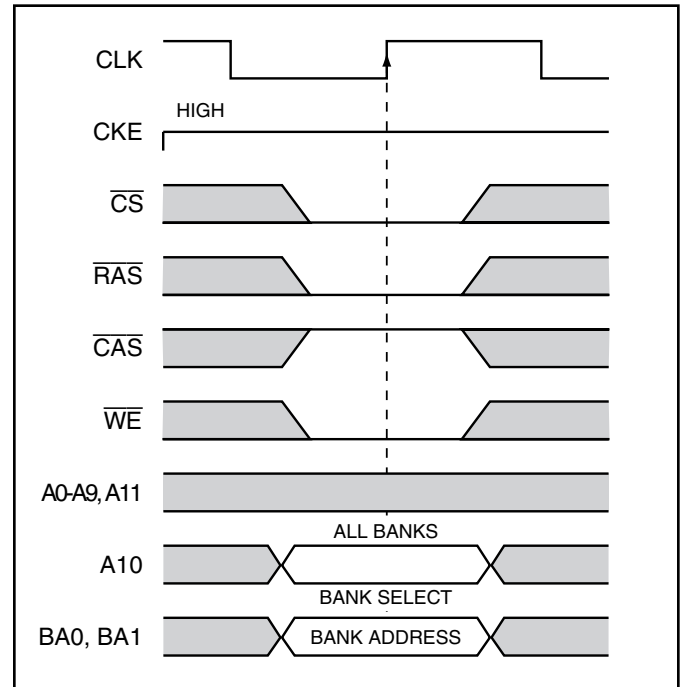 CLK
HIGH
CKE
CS
RAS
CAS
WE
A0-A9, A11
ALL BANKS
A10
BANK SELECT
BA0, BA1
BANK ADDRESS